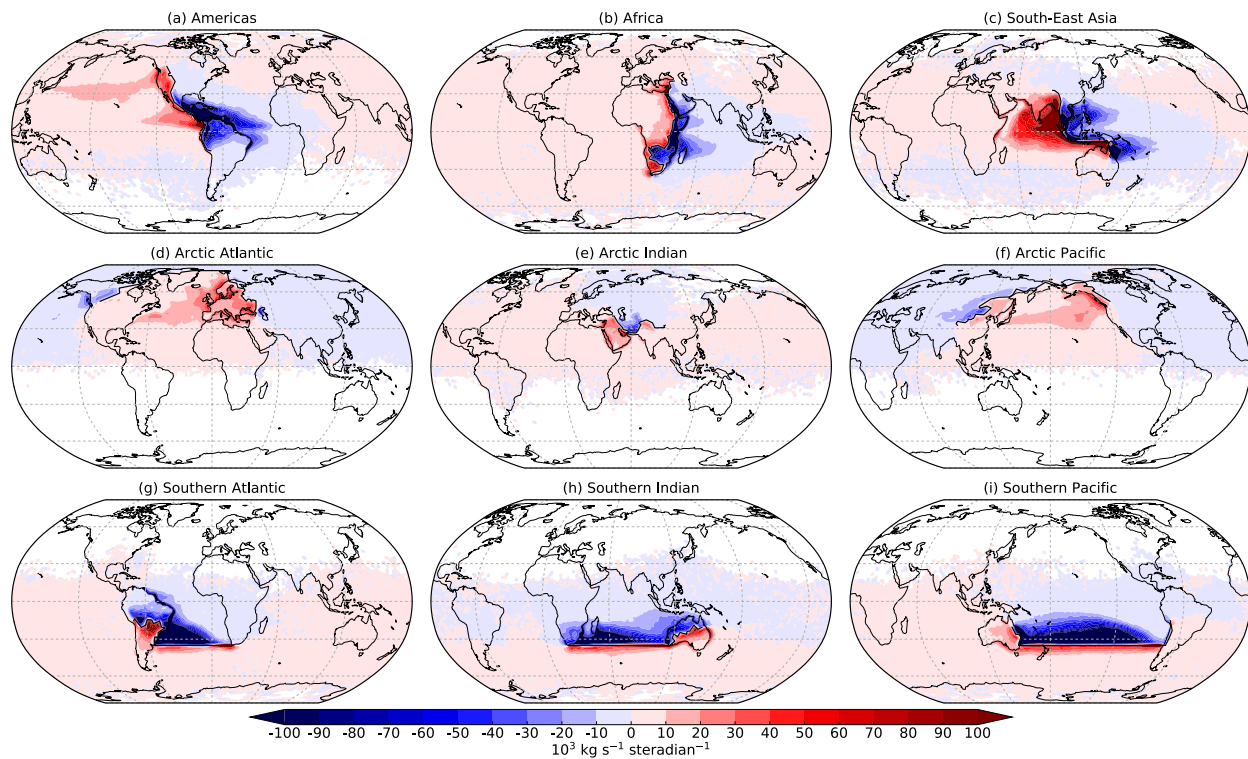 (a) Americas
(b) Africa
(c) South-East Asia
(d) Arctic Atlantic
(e) Arctic Indian
(f) Arctic Pacific
(g) Southern Atlantic
(h) Southern Indian
(i) Southern Pacific
-100 -90 -80 -70 -60 -50 -40 -30 -20 -10 0 10 20 30 40 50 60 70 80 90 100
10³ kg s⁻¹ steradian⁻¹